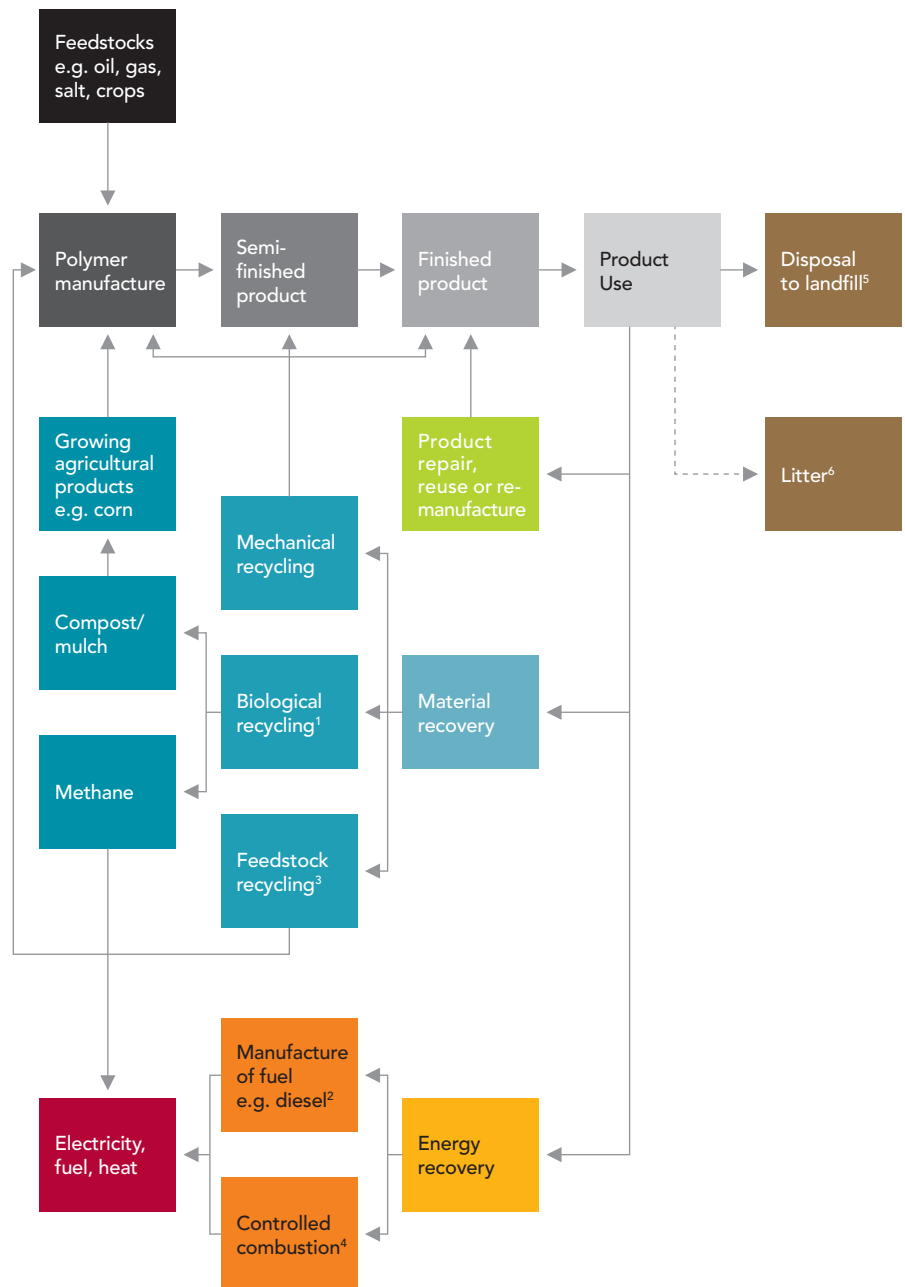 Feedstocks
e.g. oil, gas,
salt, crops
Polymer
manufacture
Semi-
finished
product
Finished
product
Product
Use
Disposal
to landfill⁵
Growing
agricultural
products
e.g. corn
Product
repair,
reuse or re-
manufacture
Litter⁶
Mechanical
recycling
Compost/
mulch
Biological
recycling¹
Material
recovery
Methane
Feedstock
recycling³
Manufacture
of fuel
e.g. diesel²
Electricity,
fuel, heat
Energy
recovery
Controlled
combustion⁴